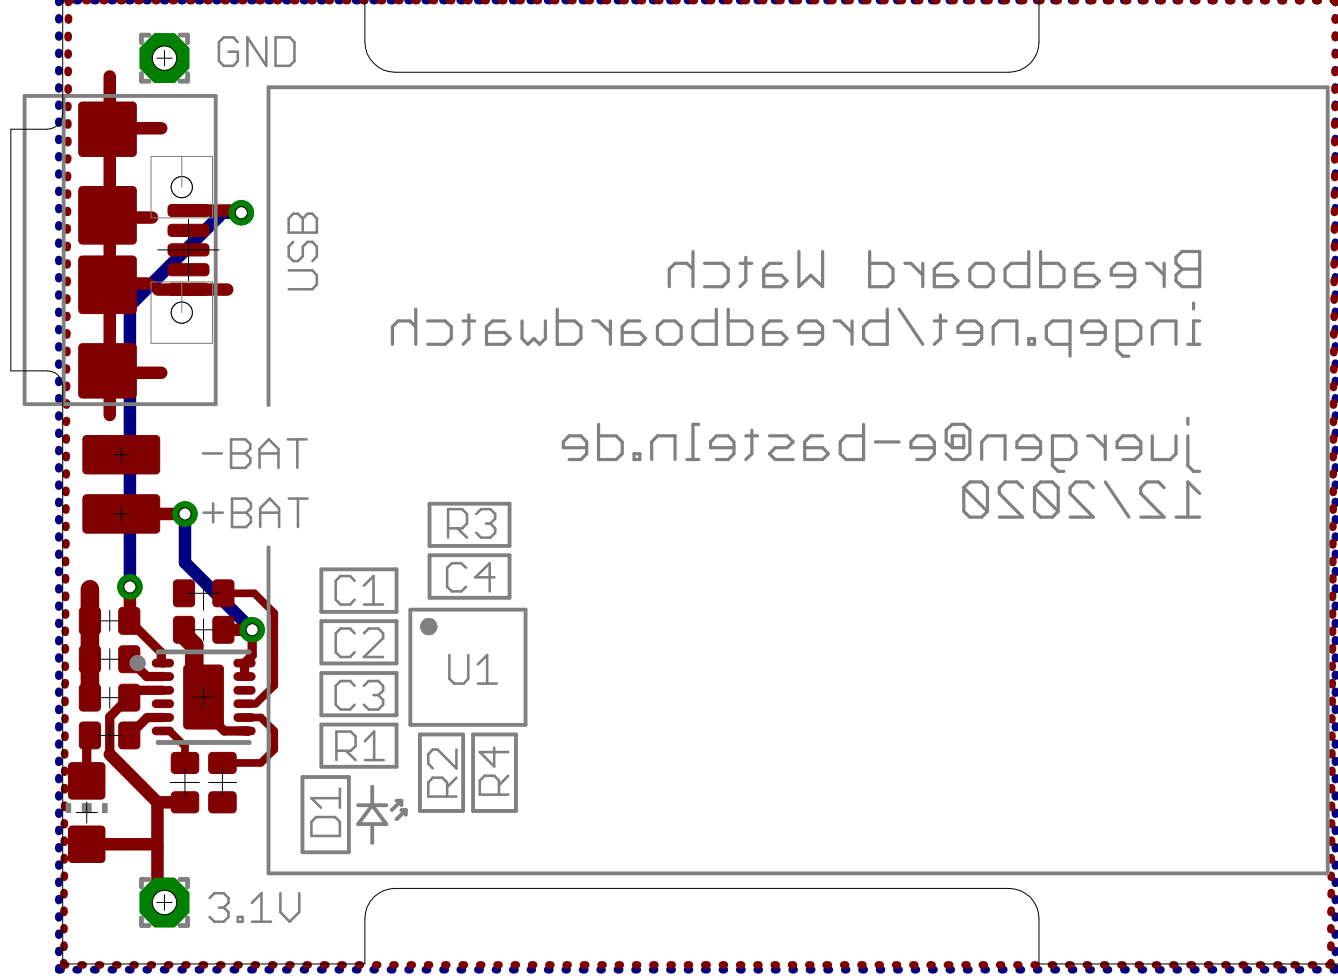 GND
USB
Breadboard Watch
ingep.net/breadboardwatch
juergen@e-basteln.de
12/2020
-BAT
+BAT
R3
C4
C1
C2
C3
R1
U1
R2
R4
D1
3.1V